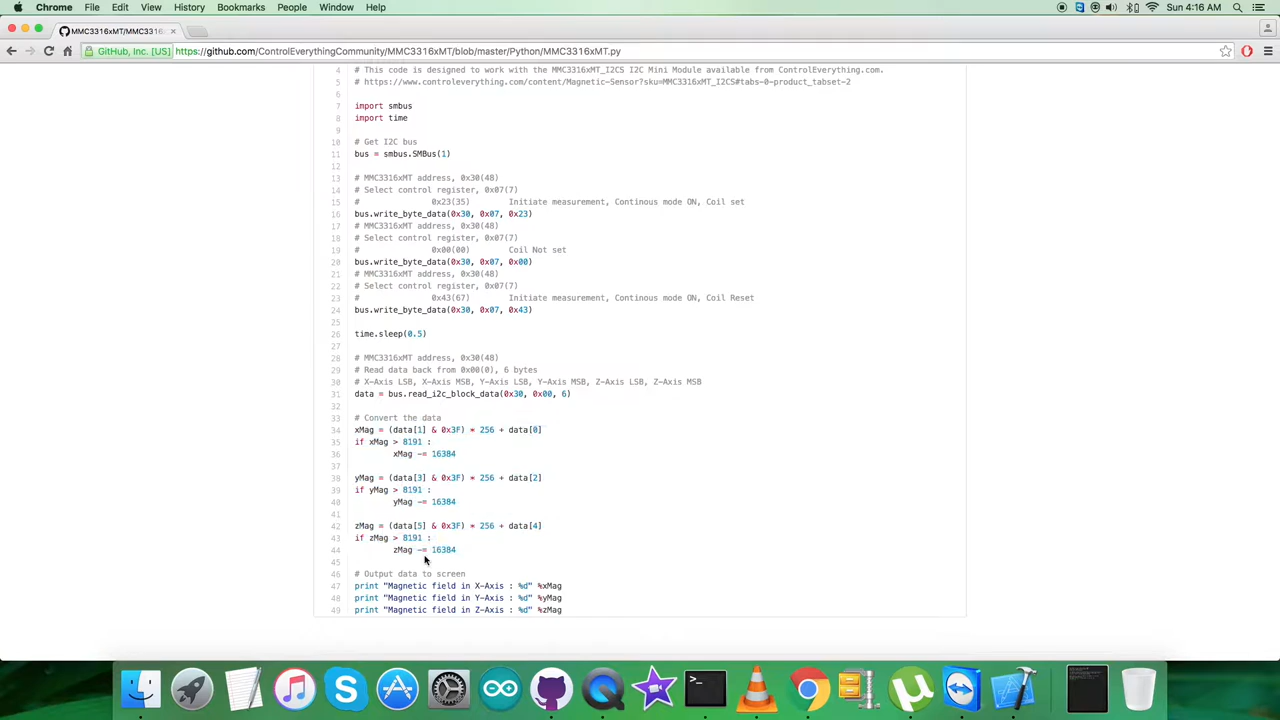 Chrome File Edit View History Bookmarks People Window Help Sun 4:16 AM
MMC3316xMT/MMC3316
GitHub, Inc. [US] https://github.com/ControlEverythingCommunity/MMC3316xMT/blob/master/Python/MMC3316xMT.py
4 # This code is designed to work with the MMC3316xMT_I2CS I2C Mini Module available from ControlEverything.com.
5 # https://www.controleverything.com/content/Magnetic-Sensor?sku=MMC3316xMT_I2CS#tabs-0-product_tabset-2
6
7 import smbus
8 import time
9
10 # Get I2C bus
11 bus = smbus.SMBus(1)
12
13 # MMC3316xMT address, 0x30(48)
14 # Select control register, 0x07(7)
15 # 0x23(35) Initiate measurement, Continous mode ON, Coil set
16 bus.write_byte_data(0x30, 0x07, 0x23)
17 # MMC3316xMT address, 0x30(48)
18 # Select control register, 0x07(7)
19 # 0x00(00) Coil Not set
20 bus.write_byte_data(0x30, 0x07, 0x00)
21 # MMC3316xMT address, 0x30(48)
22 # Select control register, 0x07(7)
23 # 0x43(67) Initiate measurement, Continous mode ON, Coil Reset
24 bus.write_byte_data(0x30, 0x07, 0x43)
25
26 time.sleep(0.5)
27
28 # MMC3316xMT address, 0x30(48)
29 # Read data back from 0x00(0), 6 bytes
30 # X-Axis LSB, X-Axis MSB, Y-Axis LSB, Y-Axis MSB, Z-Axis LSB, Z-Axis MSB
31 data = bus.read_i2c_block_data(0x30, 0x00, 6)
32
33 # Convert the data
34 xMag = (data[1] & 0x3F) * 256 + data[0]
35 if xMag > 8191 :
36 xMag -= 16384
37
38 yMag = (data[3] & 0x3F) * 256 + data[2]
39 if yMag > 8191 :
40 yMag -= 16384
41
42 zMag = (data[5] & 0x3F) * 256 + data[4]
43 if zMag > 8191 :
44 zMag -= 16384
45
46 # Output data to screen
47 print "Magnetic field in X-Axis : %d" %xMag
48 print "Magnetic field in Y-Axis : %d" %yMag
49 print "Magnetic field in Z-Axis : %d" %zMag